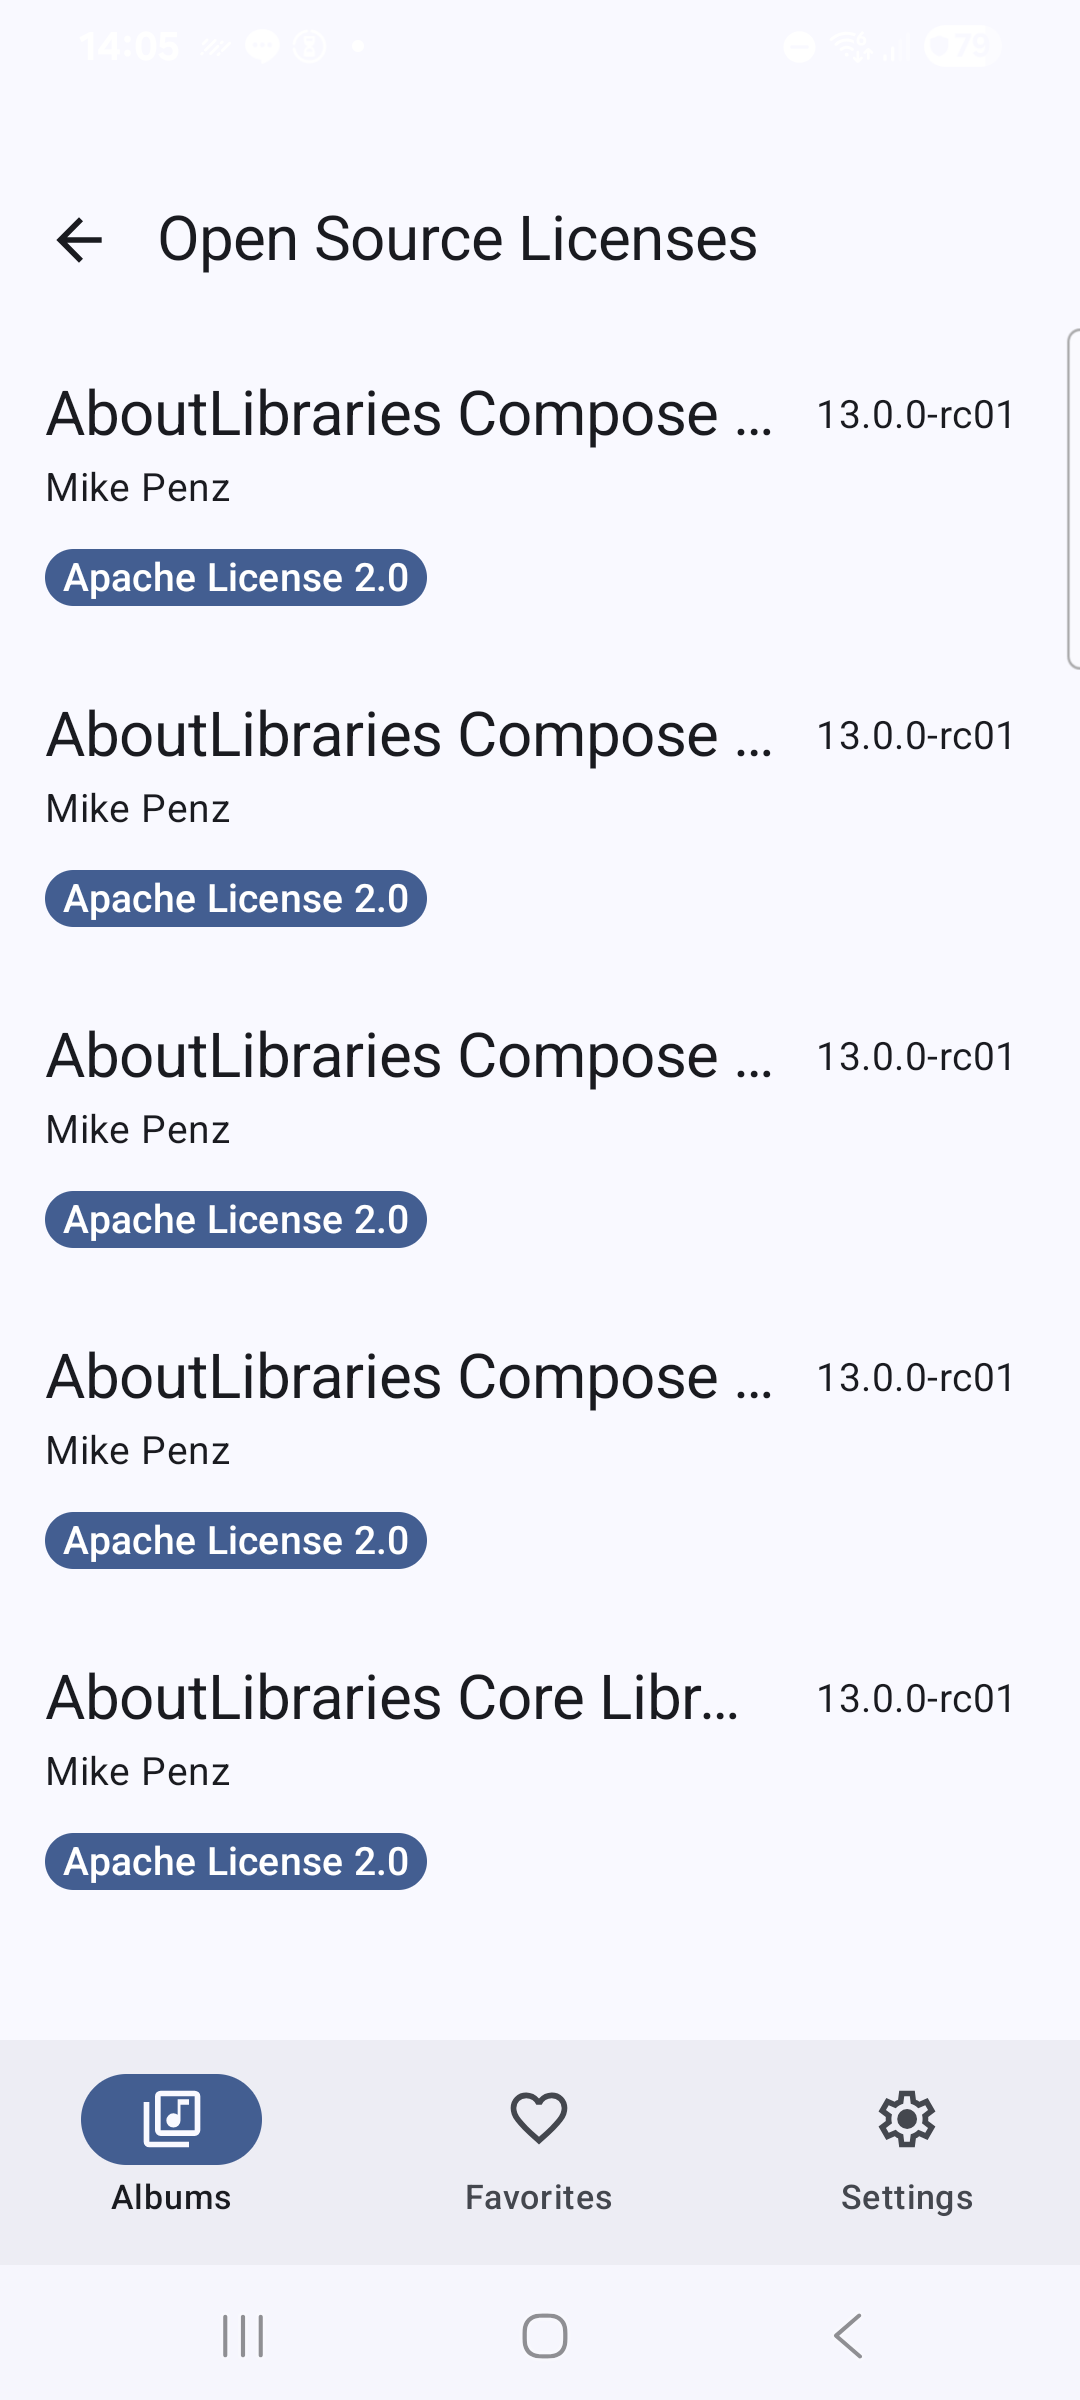 14:05
79
Open Source Licenses
AboutLibraries Compose ...
13.0.0-rc01
Mike Penz
Apache License 2.0
AboutLibraries Compose ...
13.0.0-rc01
Mike Penz
Apache License 2.0
AboutLibraries Compose ...
13.0.0-rc01
Mike Penz
Apache License 2.0
AboutLibraries Compose ...
13.0.0-rc01
Mike Penz
Apache License 2.0
AboutLibraries Core Libr...
13.0.0-rc01
Mike Penz
Apache License 2.0
Albums
Favorites
Settings